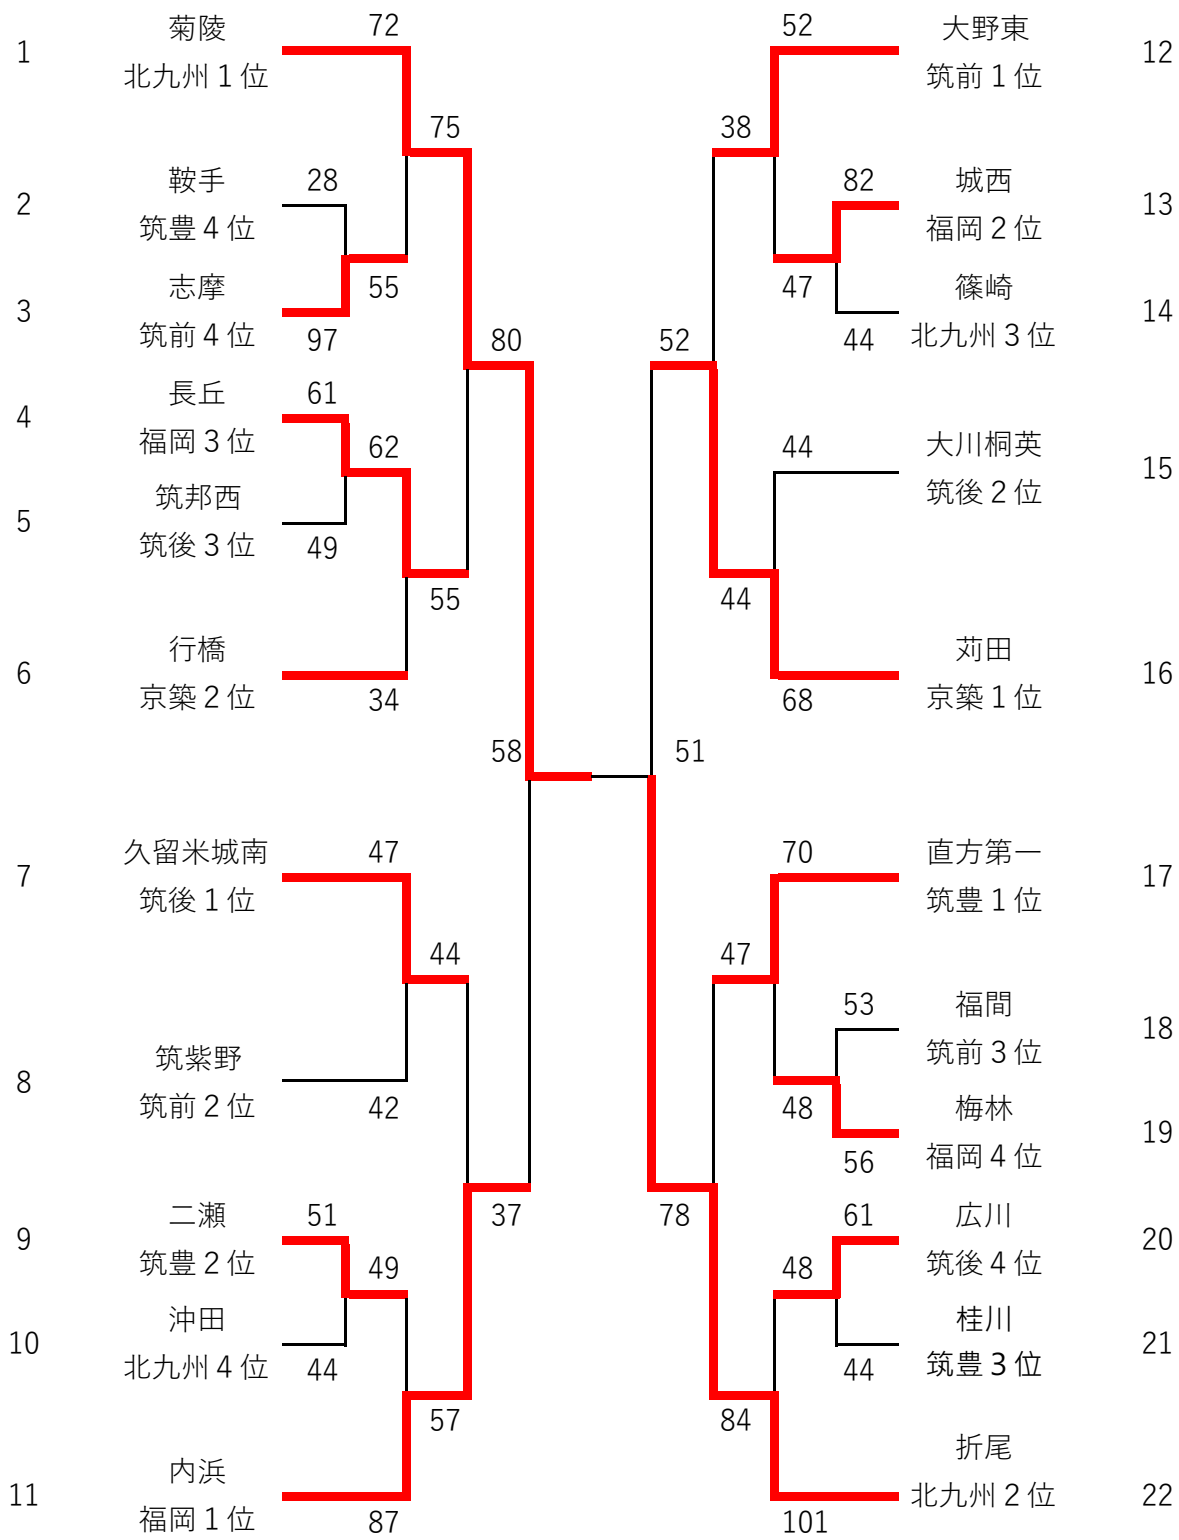 72
菊陵
1
北九州１位
75
28
鞍手
2
筑豊４位
55
志摩
3
筑前４位
97
80
61
長丘
4
福岡３位
62
筑邦西
5
筑後３位
49
55
行橋
6
京築２位
34
58
47
久留米城南
7
筑後１位
44
筑紫野
8
筑前２位
42
37
51
二瀬
9
筑豊２位
49
沖田
10
北九州４位
44
57
内浜
11
福岡１位
87
52
大野東
12
筑前１位
38
82
城西
13
福岡２位
47
篠崎
14
北九州３位
44
52
44
大川桐英
15
筑後２位
44
苅田
16
京築１位
68
51
70
直方第一
17
筑豊１位
47
53
福間
18
筑前３位
48
梅林
19
福岡４位
56
78
61
広川
20
筑後４位
48
桂川
21
筑豊３位
44
84
折尾
22
北九州２位
101